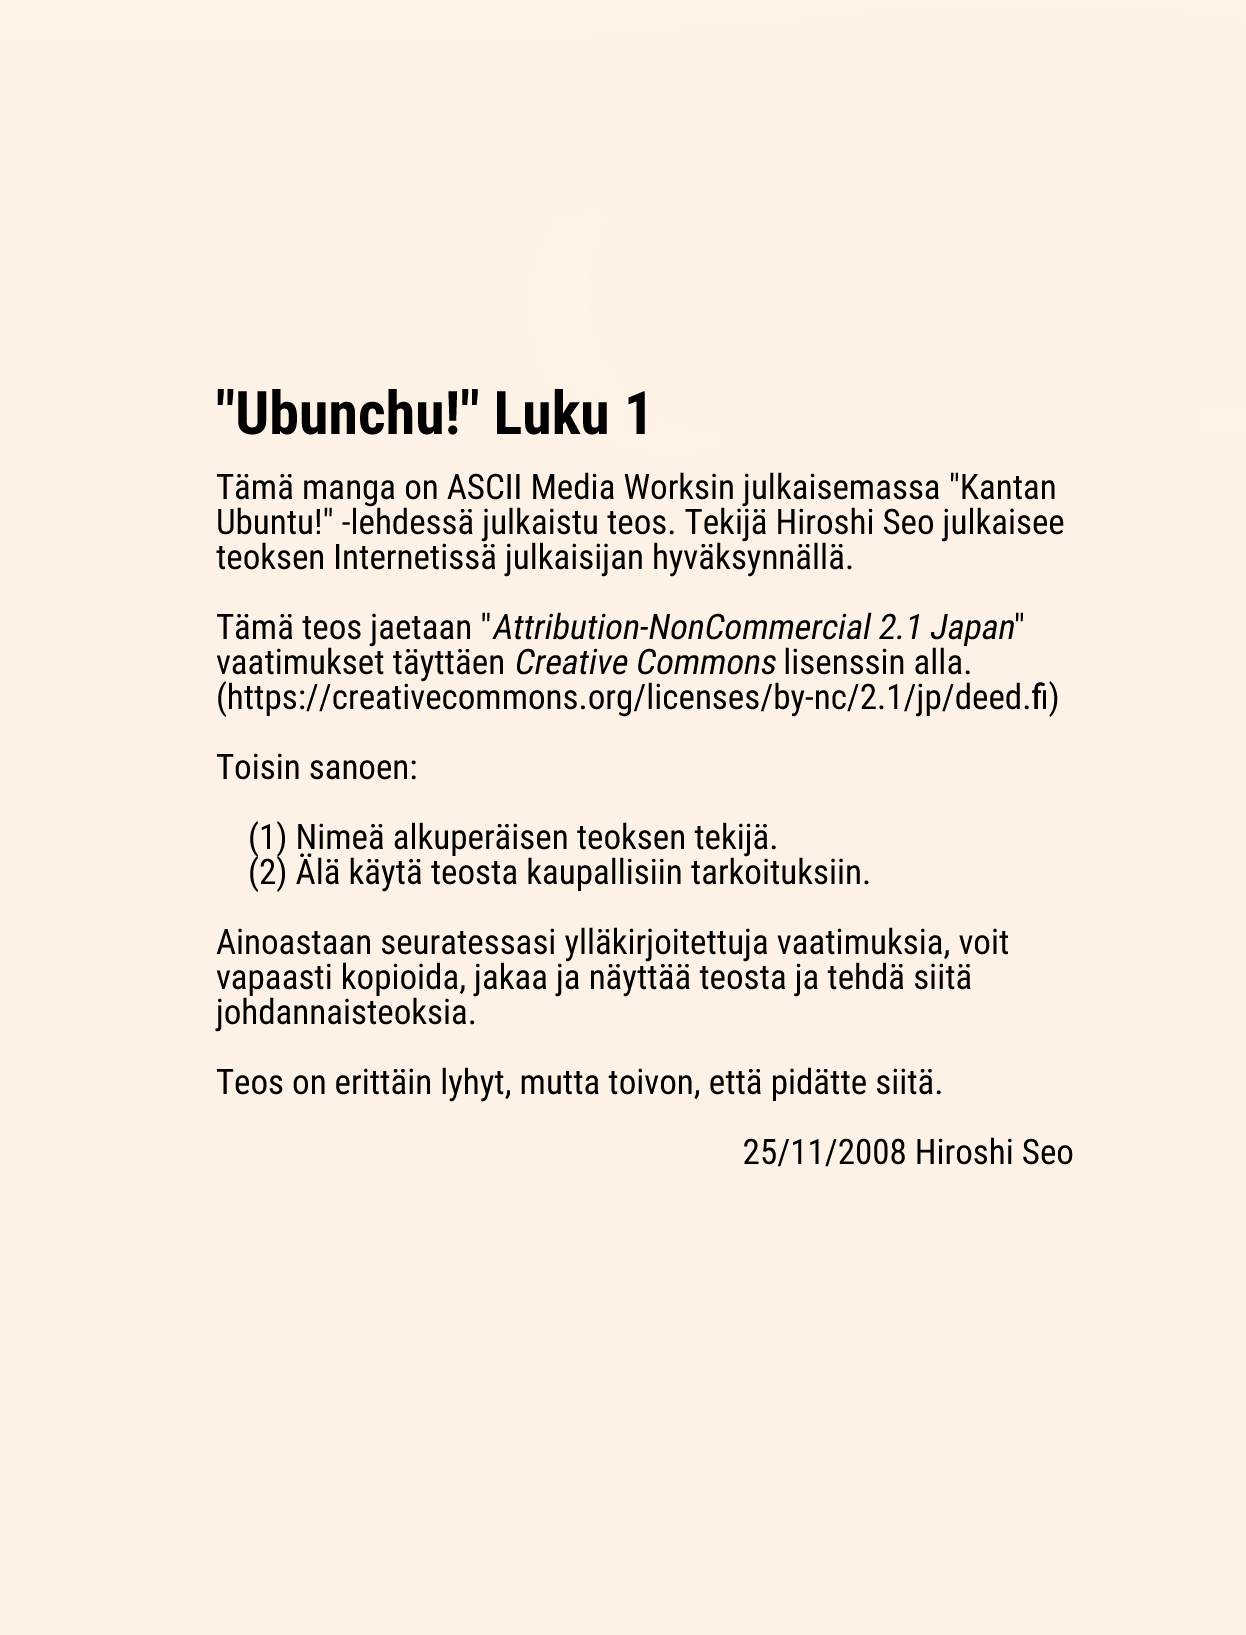 "Ubunchu!" Luku 1
Tämä manga on ASCII Media Worksin julkaisemassa "Kantan
Ubuntu!" -lehdessä julkaistu teos. Tekijä Hiroshi Seo julkaisee
teoksen Internetissä julkaisijan hyväksynnällä.
Tämä teos jaetaan "Attribution-NonCommercial 2.1 Japan"
vaatimukset täyttäen Creative Commons lisenssin alla.
(https://creativecommons.org/licenses/by-nc/2.1/jp/deed.fi)
Toisin sanoen:
(1) Nimeä alkuperäisen teoksen tekijä.
(2) Älä käytä teosta kaupallisiin tarkoituksiin.
Ainoastaan seuratessasi ylläkirjoitettuja vaatimuksia, voit
vapaasti kopioida, jakaa ja näyttää teosta ja tehdä siitä
johdannaisteoksia.
Teos on erittäin lyhyt, mutta toivon, että pidätte siitä.
25/11/2008 Hiroshi Seo